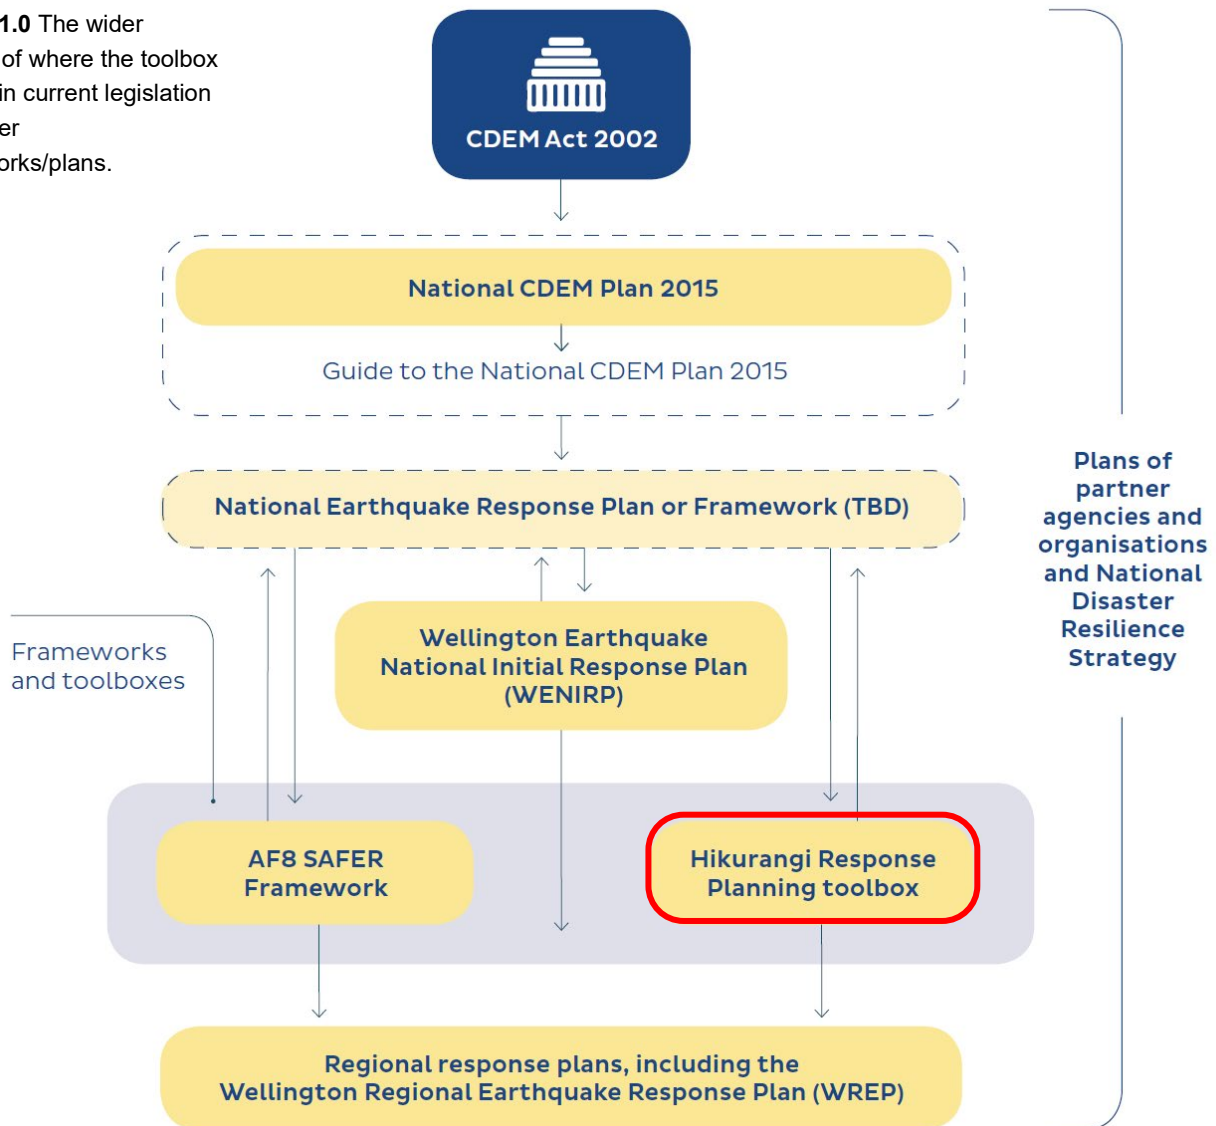 1.0 The wider
of where the toolbox
in current legislation
er
orks/plans.
CDEM Act 2002
National CDEM Plan 2015
Guide to the National CDEM Plan 2015
National Earthquake Response Plan or Framework (TBD)
Wellington Earthquake
National Initial Response Plan
(WENIRP)
Frameworks
and toolboxes
Plans of
partner
agencies and
organisations
and National
Disaster
Resilience
Strategy
AF8 SAFER
Framework
Hikurangi Response
Planning toolbox
Regional response plans, including the
Wellington Regional Earthquake Response Plan (WREP)